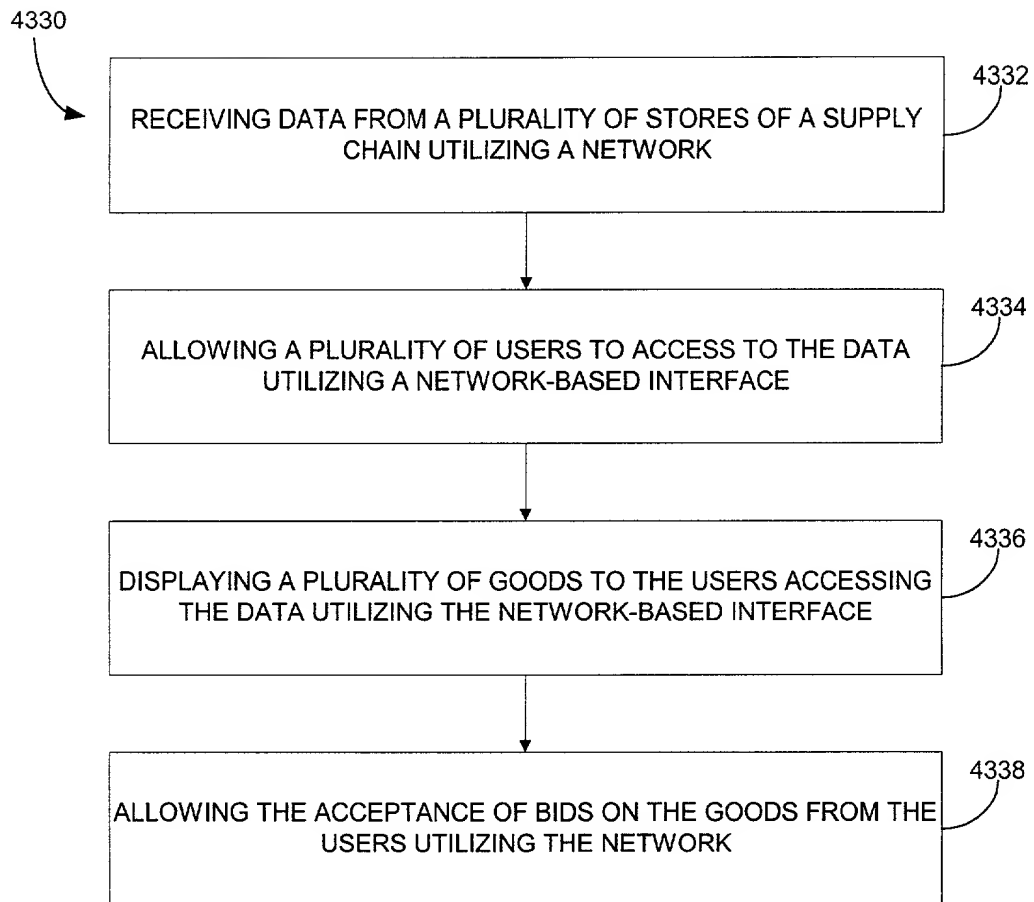 4330
4332
RECEIVING DATA FROM A PLURALITY OF STORES OF A SUPPLY
CHAIN UTILIZING A NETWORK
4334
ALLOWING A PLURALITY OF USERS TO ACCESS TO THE DATA
UTILIZING A NETWORK-BASED INTERFACE
4336
DISPLAYING A PLURALITY OF GOODS TO THE USERS ACCESSING
THE DATA UTILIZING THE NETWORK-BASED INTERFACE
4338
ALLOWING THE ACCEPTANCE OF BIDS ON THE GOODS FROM THE
USERS UTILIZING THE NETWORK